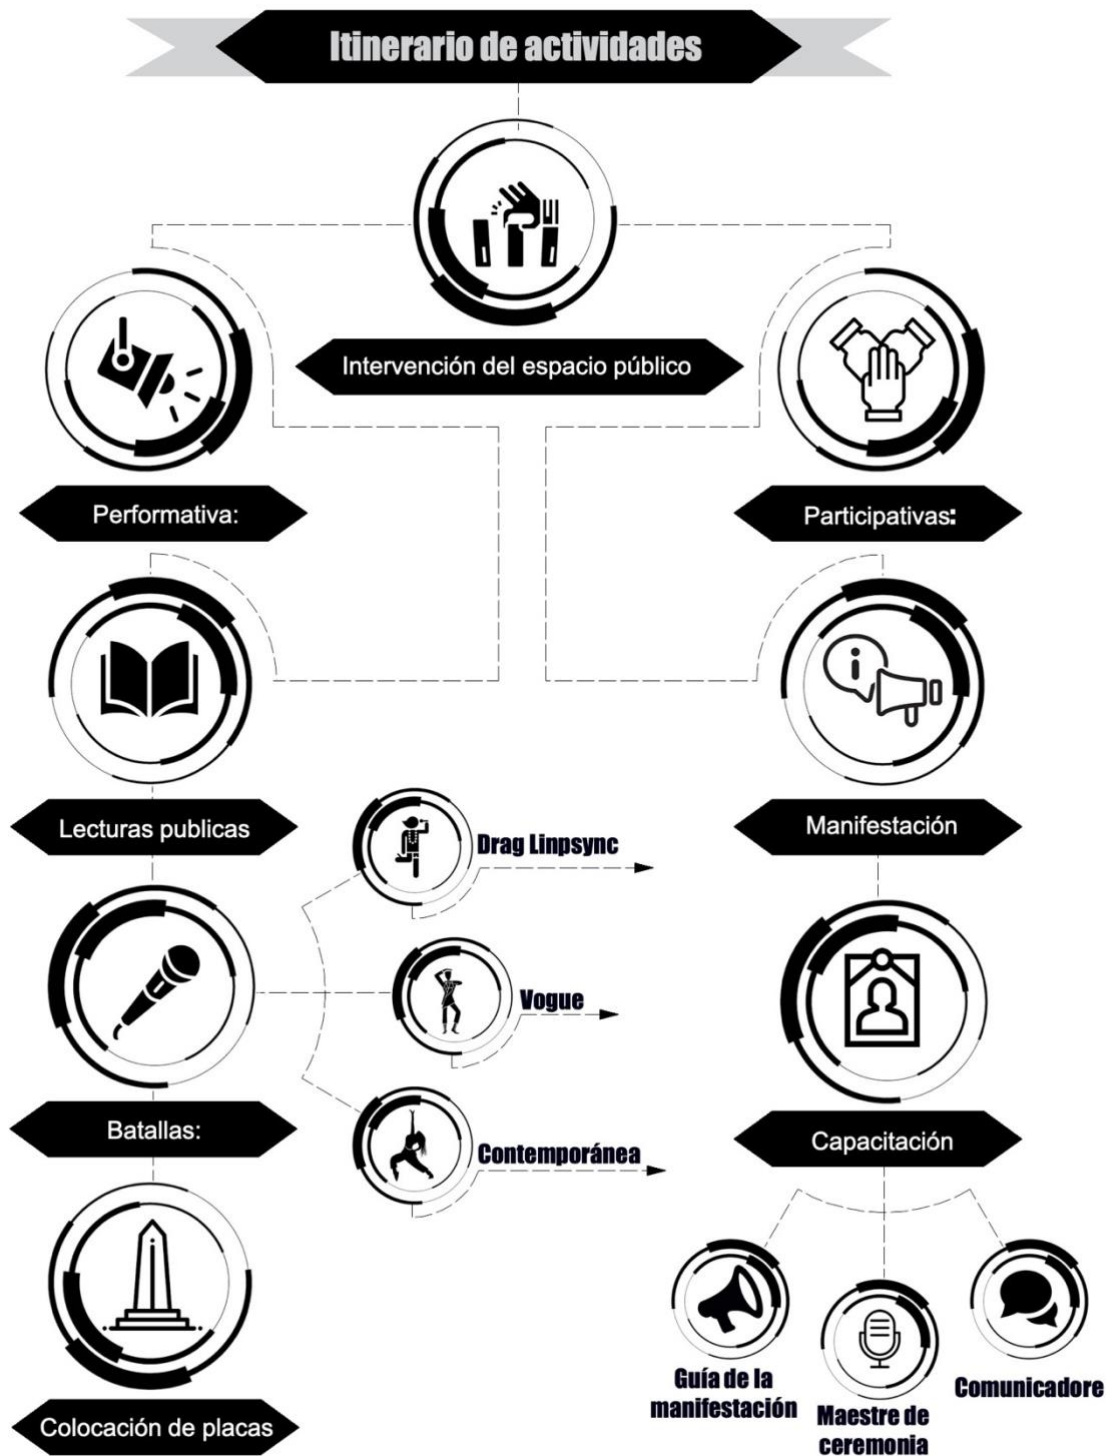 Itinerario de actividades
Intervención del espacio público
Performativa:
Participativas:
Lecturas publicas
Manifestación
Drag Linpsync
Vogue
Contemporánea
Batallas:
Capacitación
Colocación de placas
Guía de la
manifestación
Maestre de
ceremonia
Comunicadore